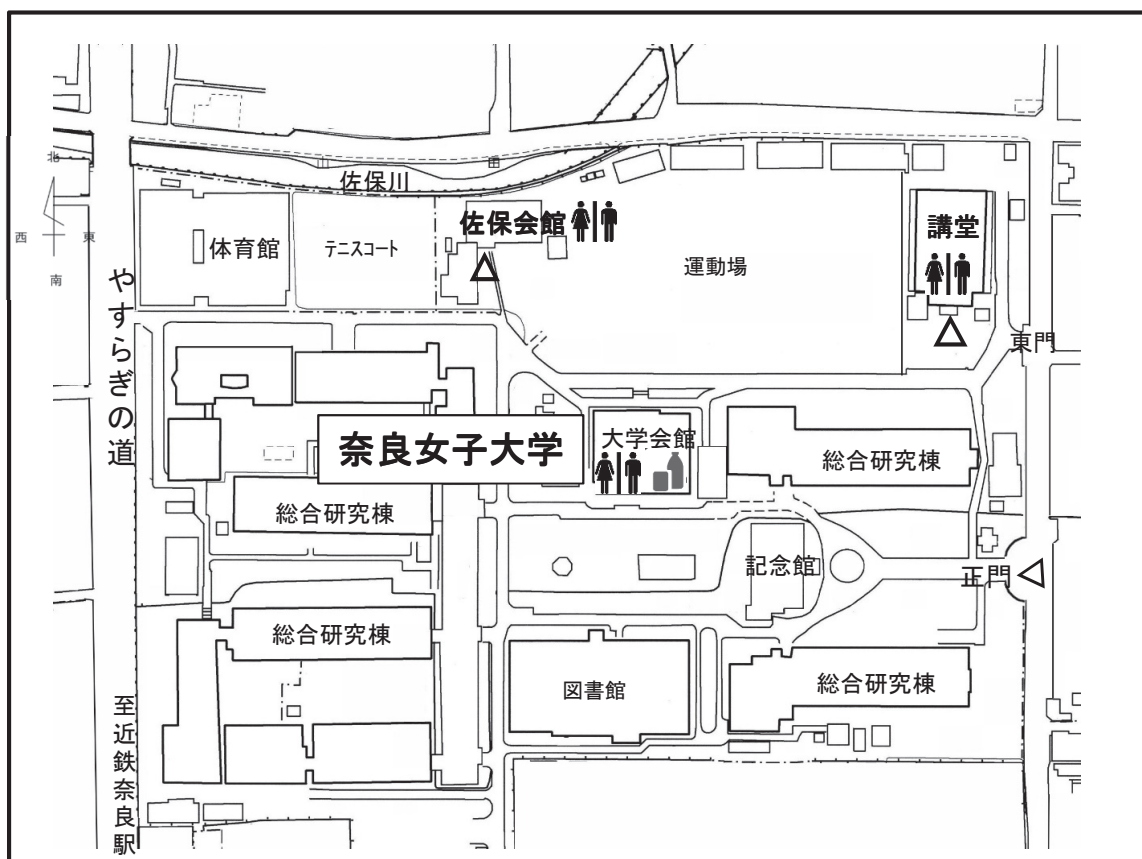 北
西
東
南
佐保川
佐保会館
体育館
テニスコート
運動場
講堂
東門
やすらぎの道
奈良女子大学
大学会館
総合研究棟
総合研究棟
記念館
正門
総合研究棟
図書館
総合研究棟
至近鉄奈良駅